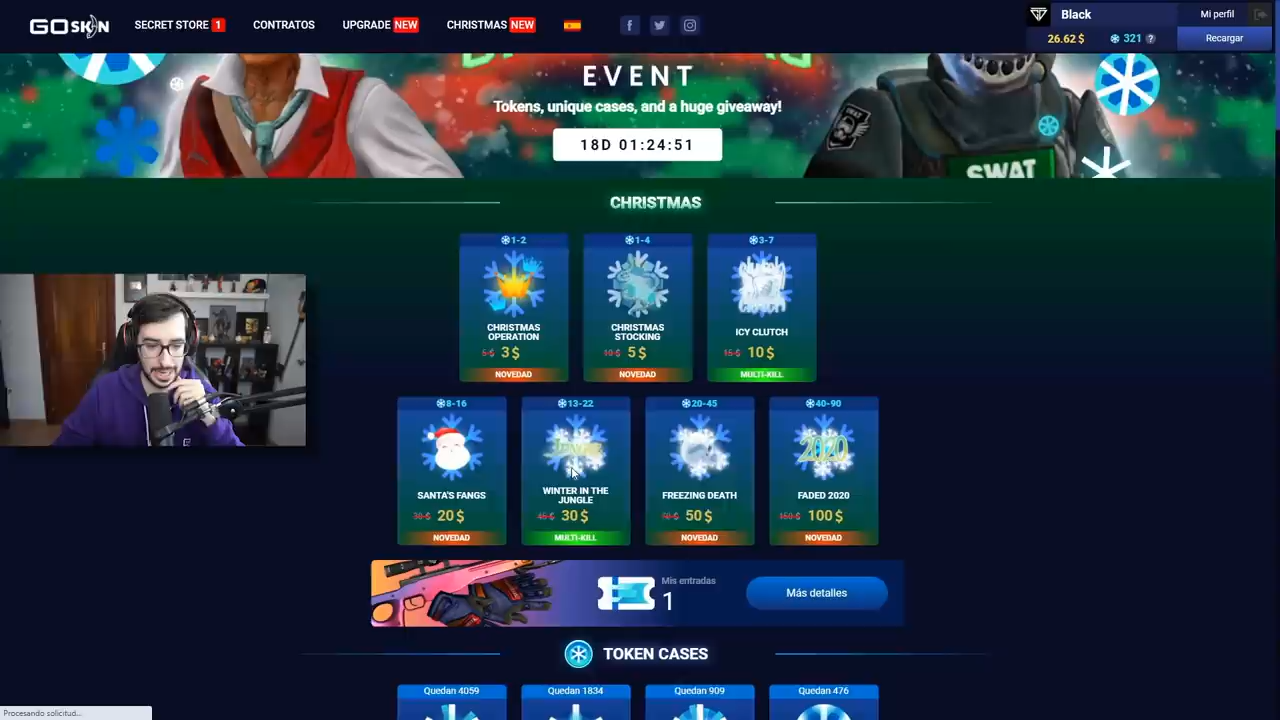 GOSKIN
SECRET STORE 1
CONTRATOS
UPGRADE NEW
CHRISTMAS NEW
Black
Mi perfil
26.62 $
321 ?
Recargar
EVENT
Tokens, unique cases, and a huge giveaway!
18D 01:24:51
SWAT
CHRISTMAS
1-2
1-4
3-7
CHRISTMAS
OPERATION
CHRISTMAS
STOCKING
ICY CLUTCH
5 $ 3 $
10 $ 5 $
15 $ 10 $
NOVEDAD
NOVEDAD
MULTI-KILL
8-16
13-22
20-45
40-90
2020
SANTA'S FANGS
WINTER IN THE
JUNGLE
FREEZING DEATH
FADED 2020
30 $ 20 $
45 $ 30 $
50 $
150 $ 100 $
NOVEDAD
MULTI-KILL
NOVEDAD
NOVEDAD
Mis entradas
1
Más detalles
TOKEN CASES
Quedan 4059
Quedan 1834
Quedan 909
Quedan 476
Procesando solicitud...